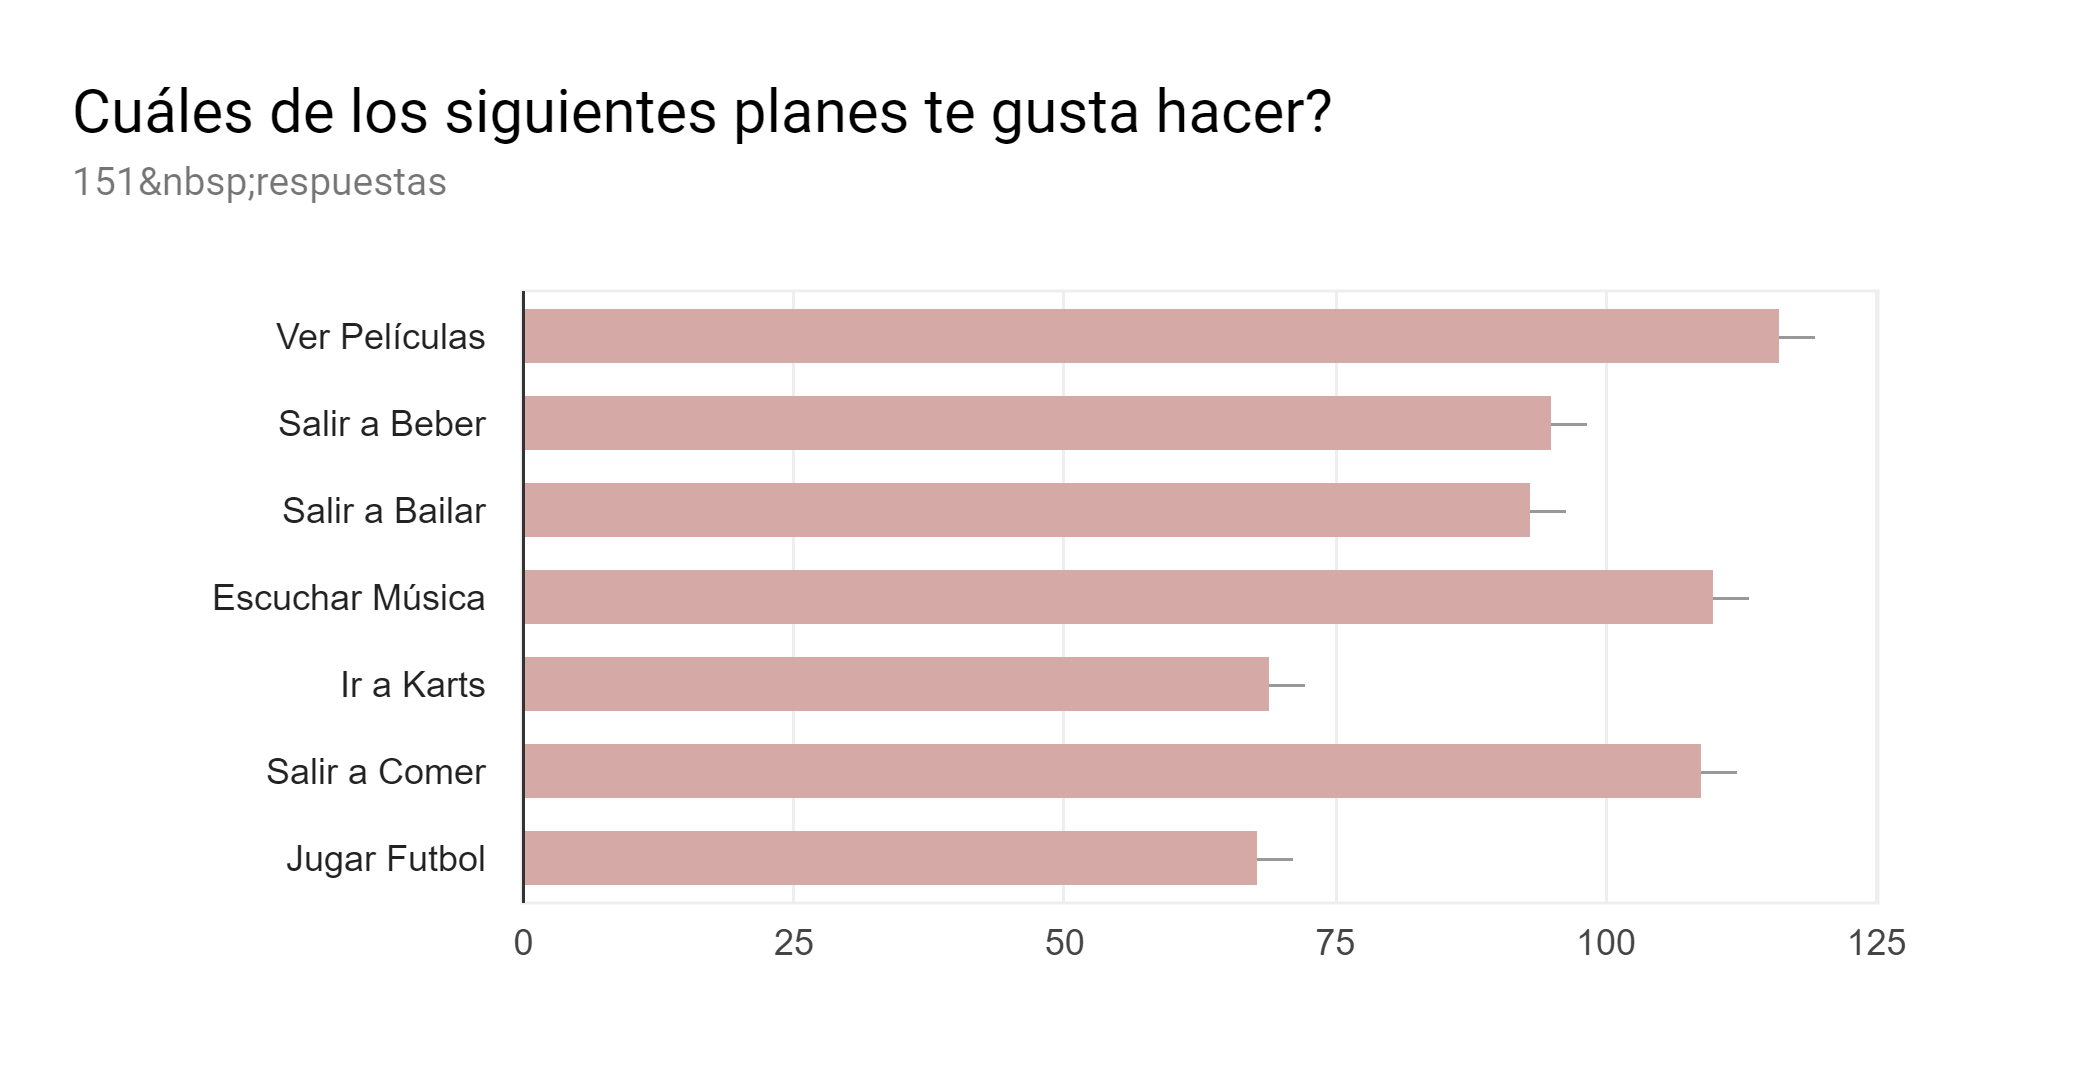 Cuáles de los siguientes planes te gusta hacer?
151&nbsp;respuestas
Ver Películas
Salir a Beber
Salir a Bailar
Escuchar Música
Ir a Karts
Salir a Comer
Jugar Futbol
0 25 50 75 100 125